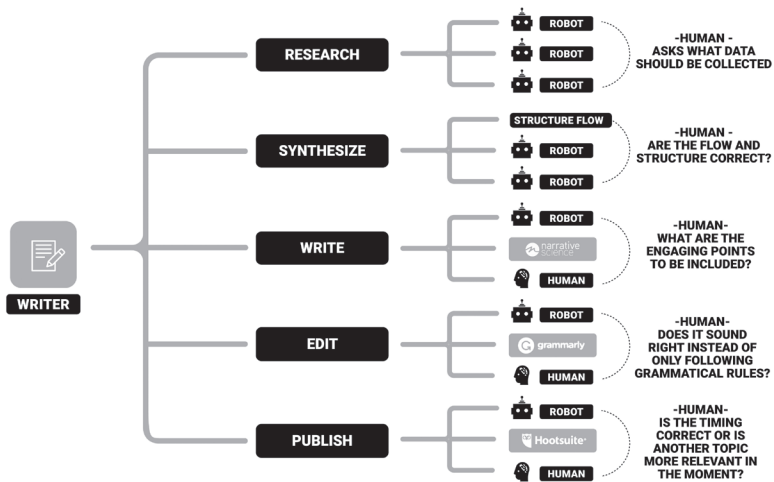 WRITER
RESEARCH
ROBOT
ROBOT
ROBOT
-HUMAN -
ASKS WHAT DATA
SHOULD BE COLLECTED
SYNTHESIZE
STRUCTURE FLOW
ROBOT
ROBOT
-HUMAN -
ARE THE FLOW AND
STRUCTURE CORRECT?
WRITE
ROBOT
narrative
science
HUMAN
-HUMAN-
WHAT ARE THE
ENGAGING POINTS
TO BE INCLUDED?
EDIT
ROBOT
grammarly
HUMAN
-HUMAN-
DOES IT SOUND
RIGHT INSTEAD OF
ONLY FOLLOWING
GRAMMATICAL RULES?
PUBLISH
ROBOT
Hootsuite
HUMAN
-HUMAN-
IS THE TIMING
CORRECT OR IS
ANOTHER TOPIC
MORE RELEVANT IN
THE MOMENT?